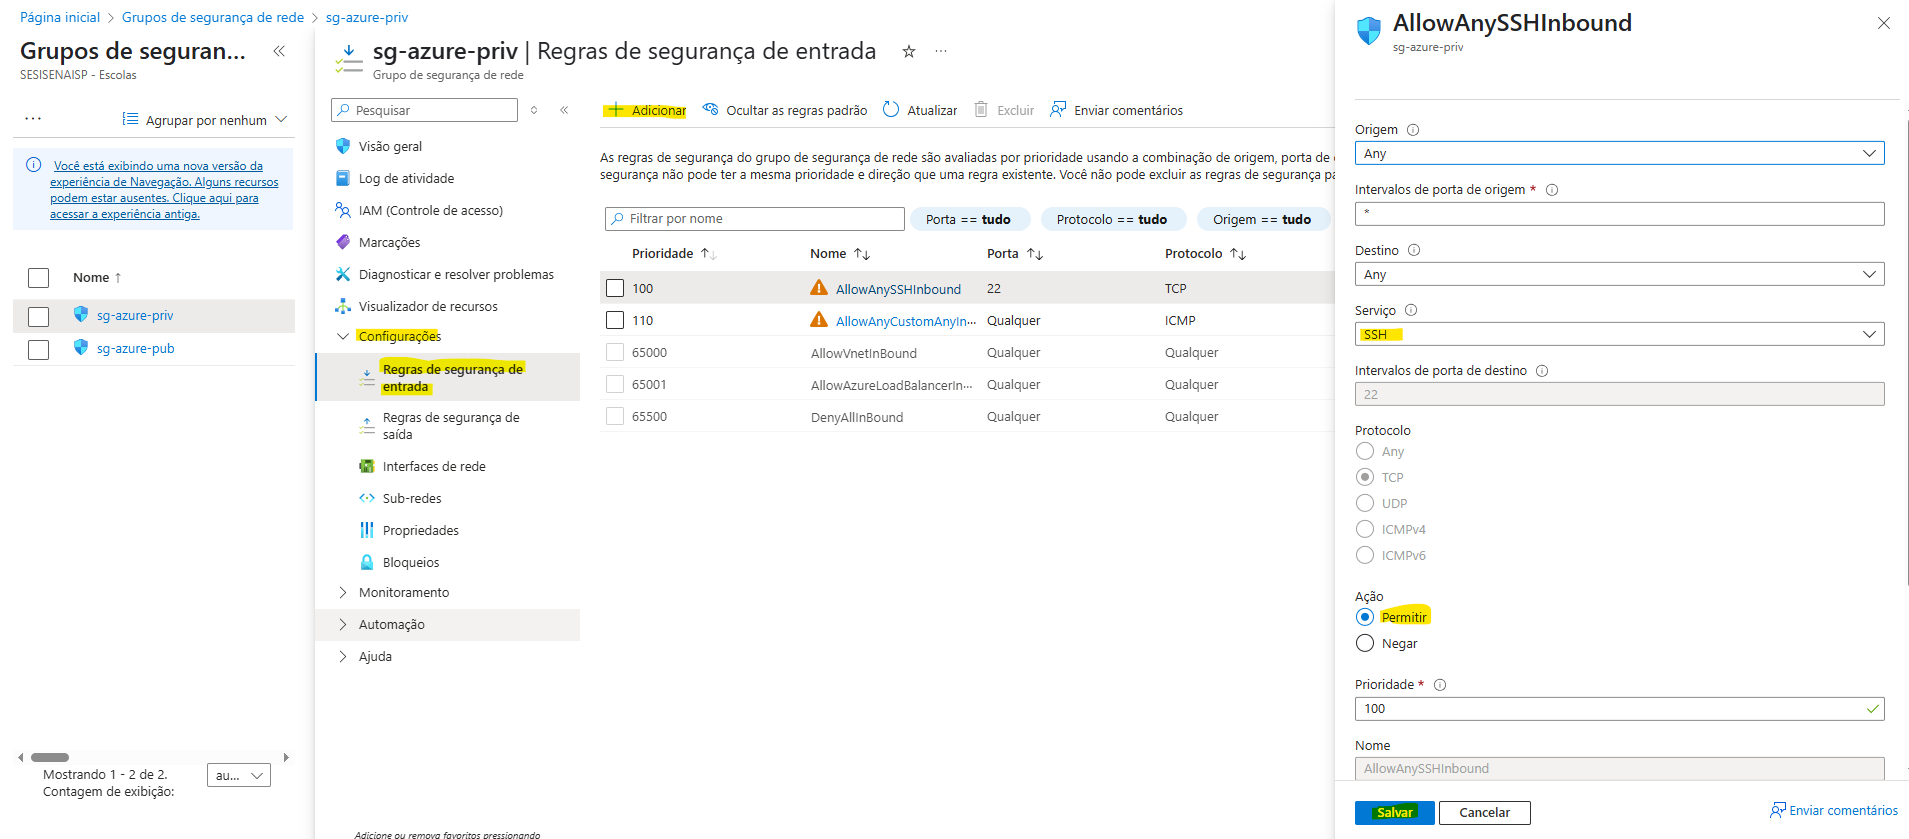 Página inicial > Grupos de segurança de rede > sg-azure-priv
Grupos de seguran...
SESISENAISP - Escolas
...
Agrupar por nenhum
Você está exibindo uma nova versão da
experiência de Navegação. Alguns recursos
podem estar ausentes. Clique aqui para
acessar a experiência antiga.
Nome ↑
sg-azure-priv
sg-azure-pub
Mostrando 1 - 2 de 2.
Contagem de exibição:
au...
sg-azure-priv | Regras de segurança de entrada
Grupo de segurança de rede
Pesquisar
Visão geral
Log de atividade
IAM (Controle de acesso)
Marcações
Diagnosticar e resolver problemas
Visualizador de recursos
Configurações
Regras de segurança de
entrada
Regras de segurança de
saída
Interfaces de rede
Sub-redes
Propriedades
Bloqueios
Monitoramento
Automação
Ajuda
Adicione ou remova favoritos pressionando
Adicionar Ocultar as regras padrão Atualizar Excluir Enviar comentários
As regras de segurança do grupo de segurança de rede são avaliadas por prioridade usando a combinação de origem, porta de
segurança não pode ter a mesma prioridade e direção que uma regra existente. Você não pode excluir as regras de segurança
Filtrar por nome Porta == tudo Protocolo == tudo Origem == tudo
Prioridade ↑↓ Nome ↑↓ Porta ↑↓ Protocolo ↑↓
100 AllowAnySSHInbound 22 TCP
110 AllowAnyCustomAnyIn... Qualquer ICMP
65000 AllowVnetInBound Qualquer Qualquer
65001 AllowAzureLoadBalancerIn... Qualquer Qualquer
65500 DenyAllInBound Qualquer Qualquer
AllowAnySSHInbound
sg-azure-priv
Origem
Any
Intervalos de porta de origem *
*
Destino
Any
Serviço
SSH
Intervalos de porta de destino
22
Protocolo
Any
TCP
UDP
ICMPv4
ICMPv6
Ação
Permitir
Negar
Prioridade *
100
Nome
AllowAnySSHInbound
Salvar Cancelar Enviar comentários